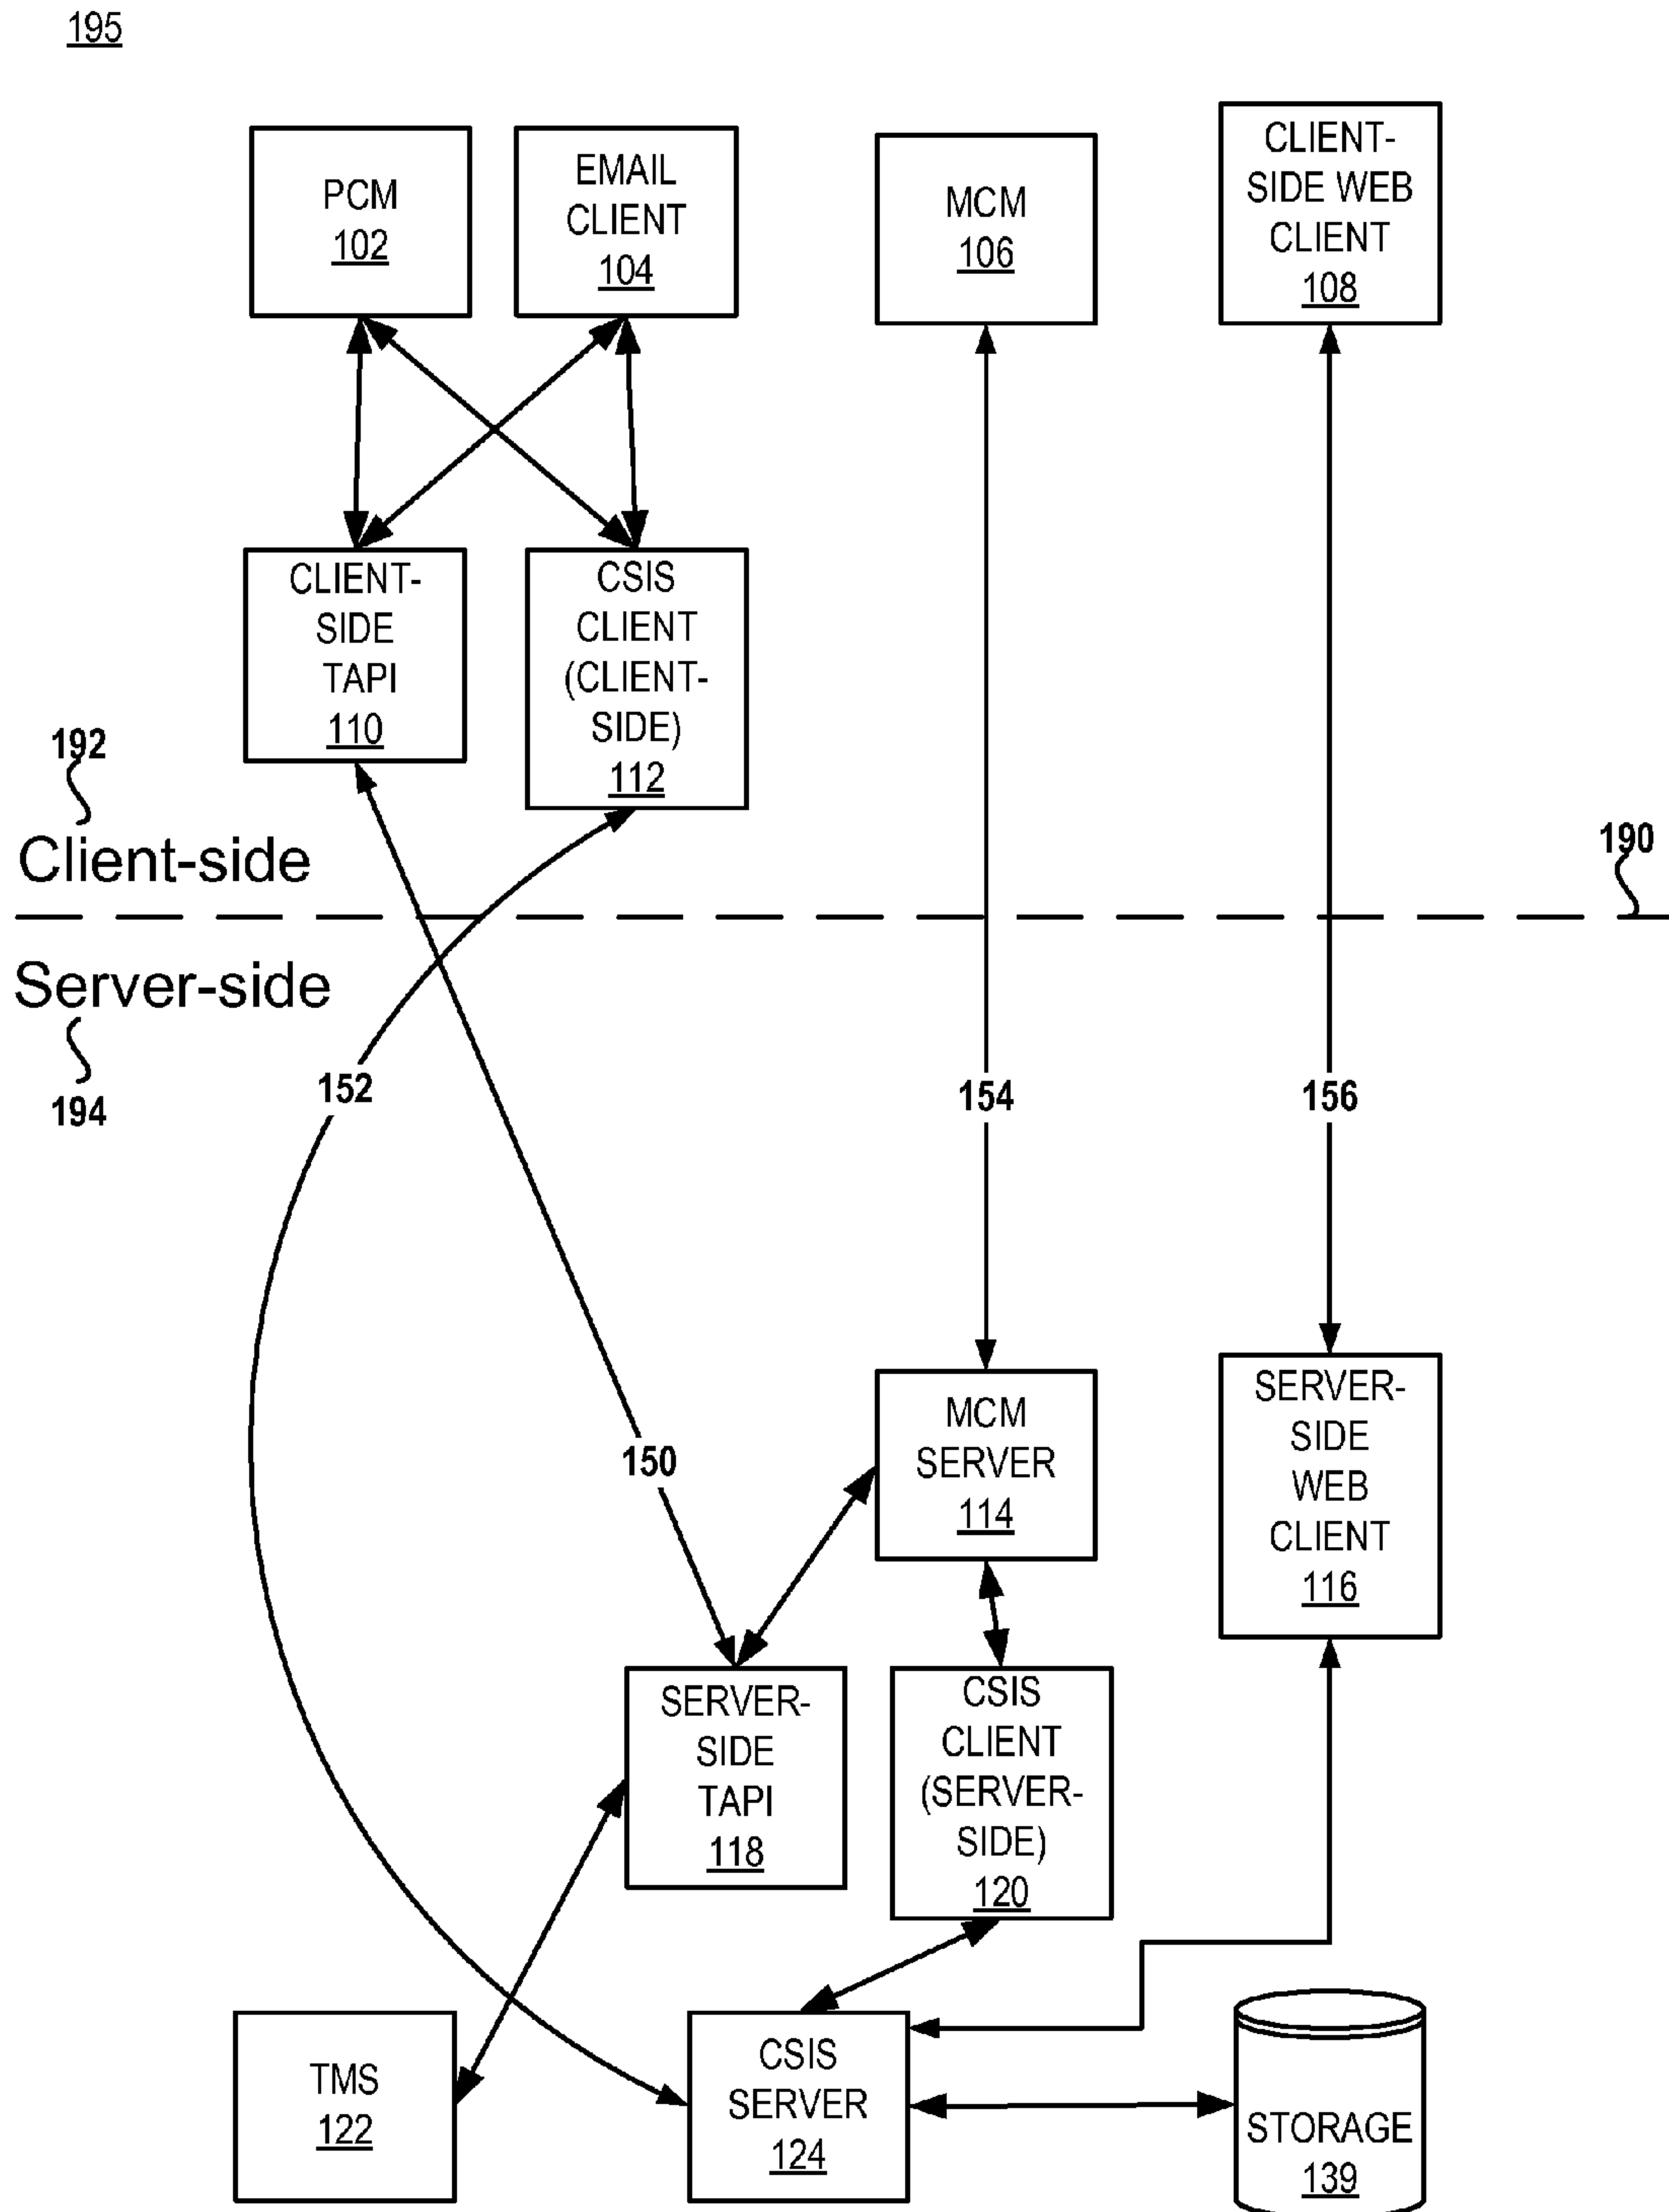 195
PCM
102
EMAIL
CLIENT
104
MCM
106
CLIENT-
SIDE WEB
CLIENT
108
CLIENT-
SIDE
TAPI
110
CSIS
CLIENT
(CLIENT-
SIDE)
112
192
Client-side
190
Server-side
194
152
154
156
150
MCM
SERVER
114
SERVER-
SIDE
WEB
CLIENT
116
SERVER-
SIDE
TAPI
118
CSIS
CLIENT
(SERVER-
SIDE)
120
TMS
122
CSIS
SERVER
124
STORAGE
139